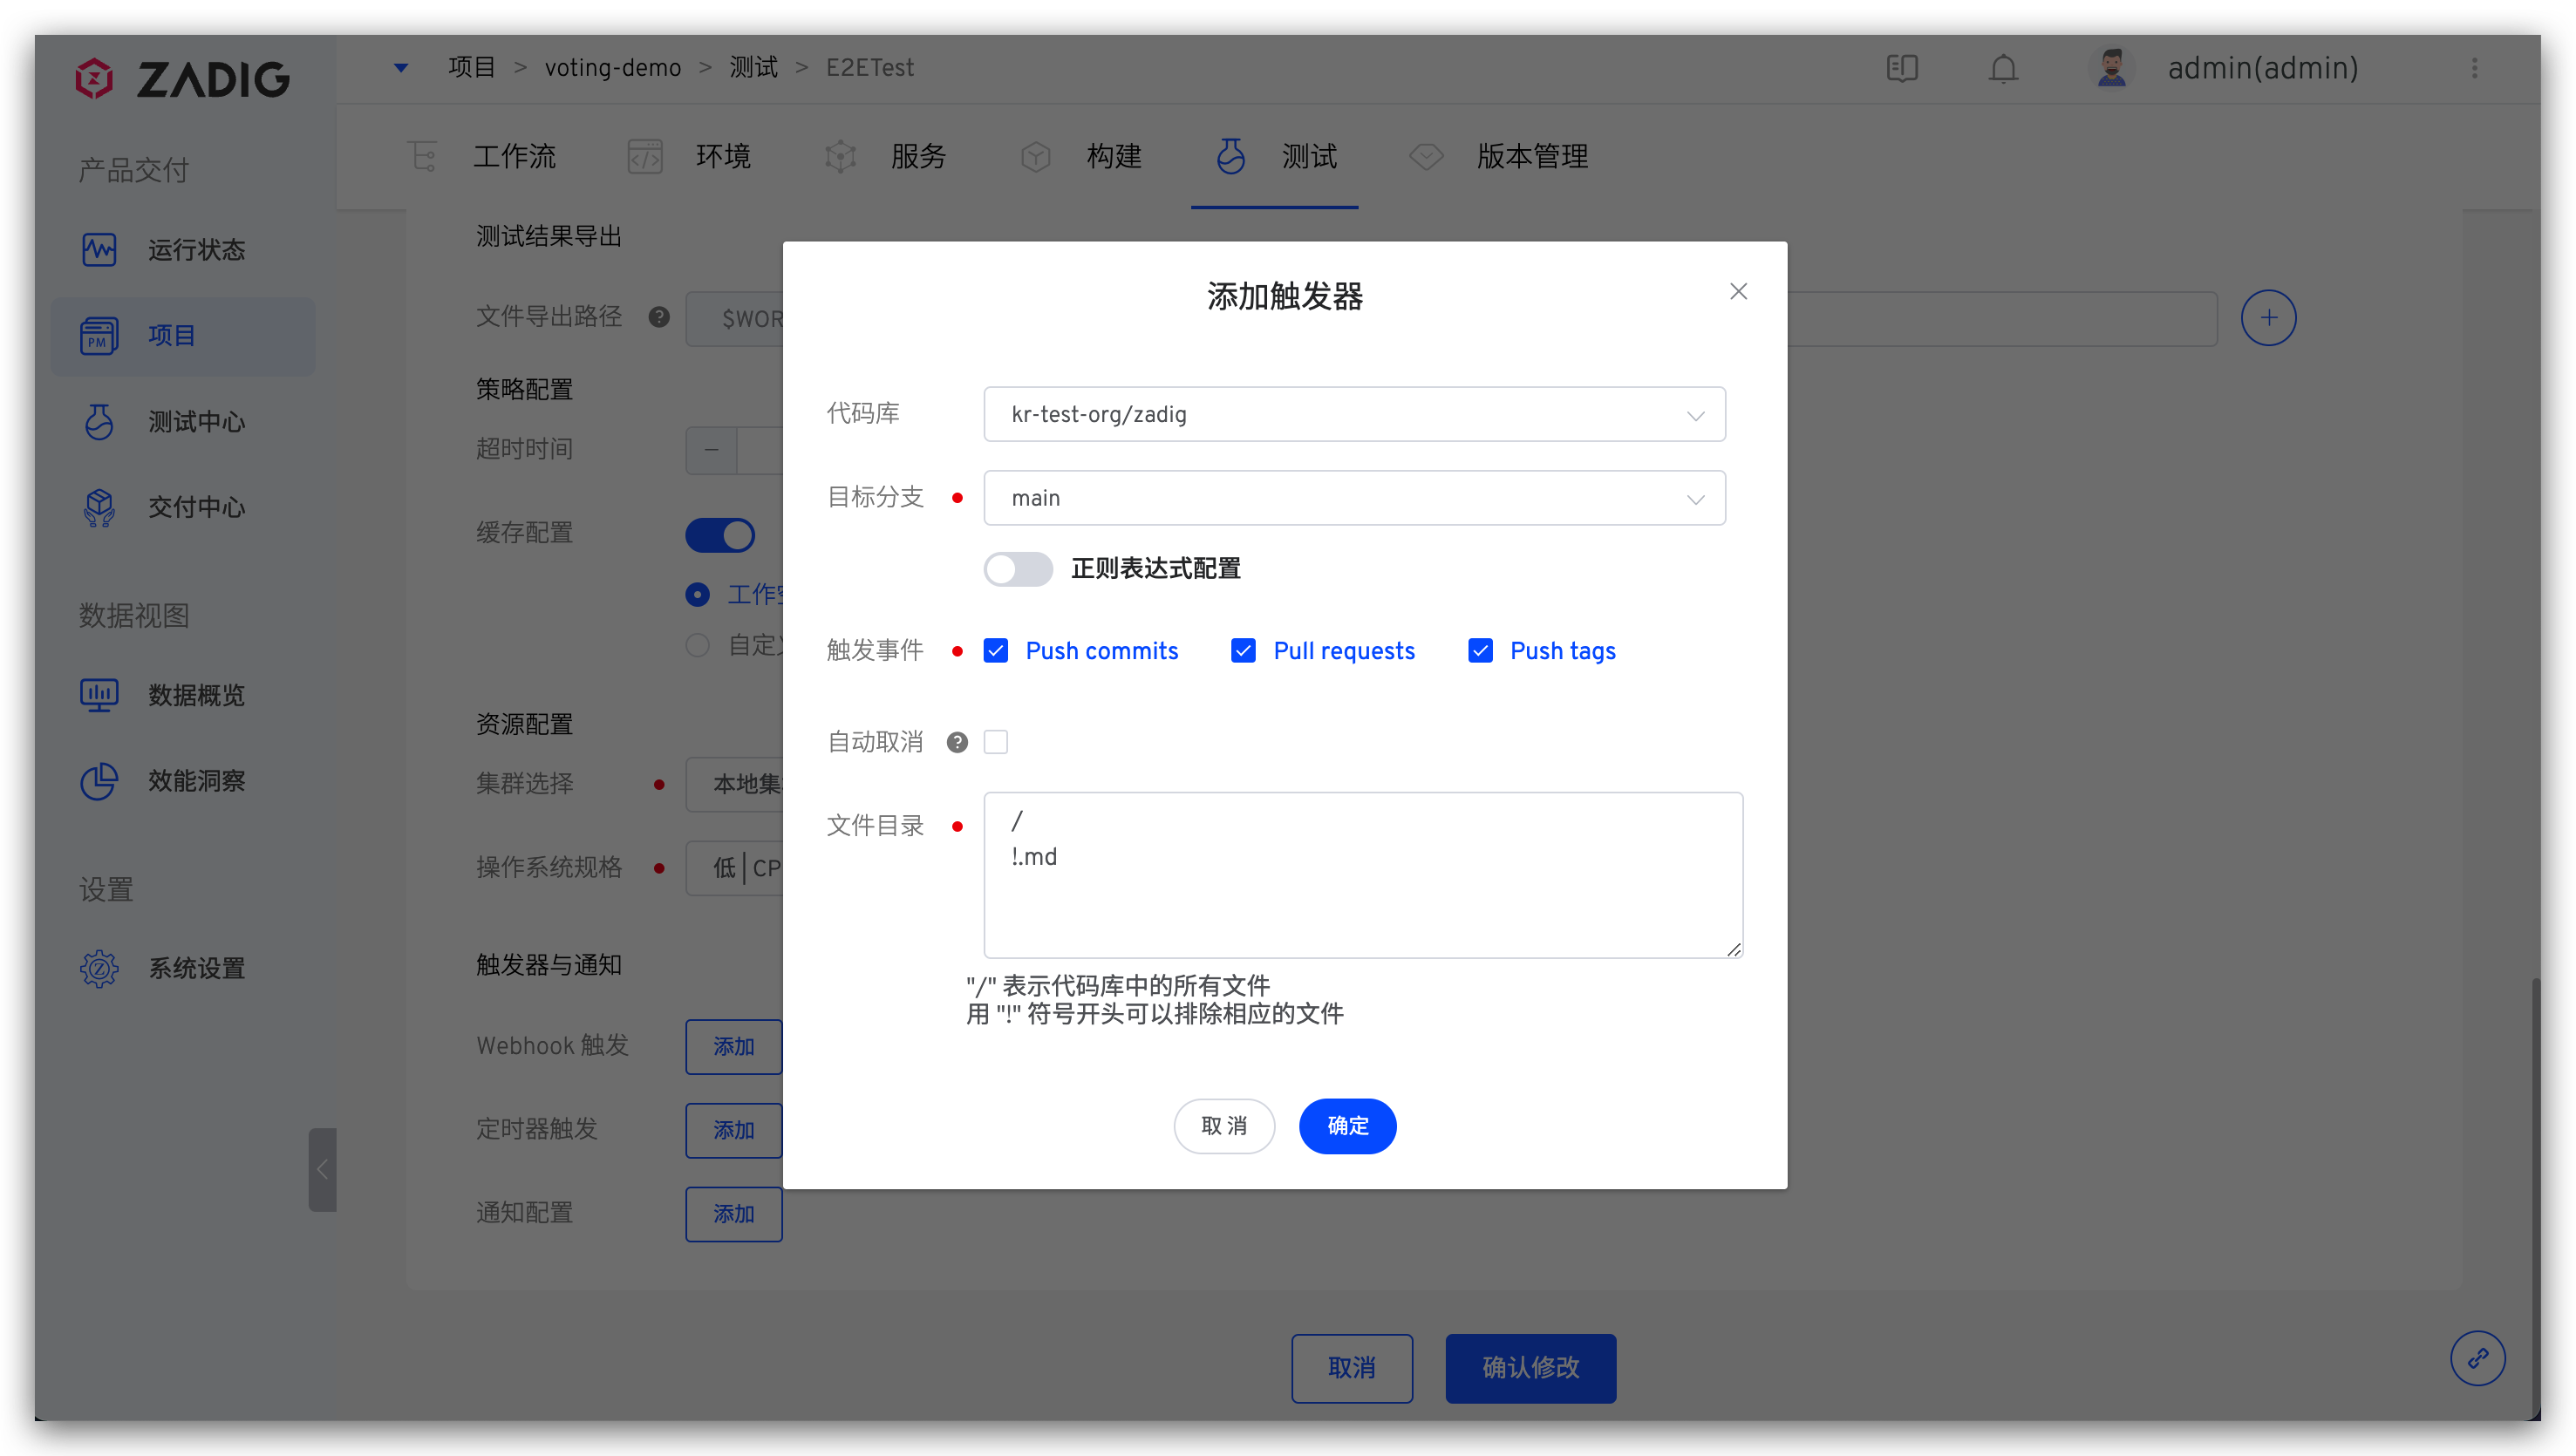 ZADIG
项目 > voting-demo > 测试 > E2ETest
admin(admin)
工作流
环境
服务
构建
测试
版本管理
产品交付
运行状态
PM
项目
测试中心
交付中心
数据视图
数据概览
效能洞察
设置
系统设置
测试结果导出
文件导出路径
$WOR
策略配置
超时时间
缓存配置
工作
自定
资源配置
集群选择
本地集
操作系统规格
低 | CP
触发器与通知
Webhook 触发
添加
定时器触发
添加
通知配置
添加
添加触发器
代码库
kr-test-org/zadig
目标分支
main
正则表达式配置
触发事件
Push commits
Pull requests
Push tags
自动取消
文件目录
/
!.md
"/" 表示代码库中的所有文件
用 "!" 符号开头可以排除相应的文件
取 消
确定
取消
确认修改